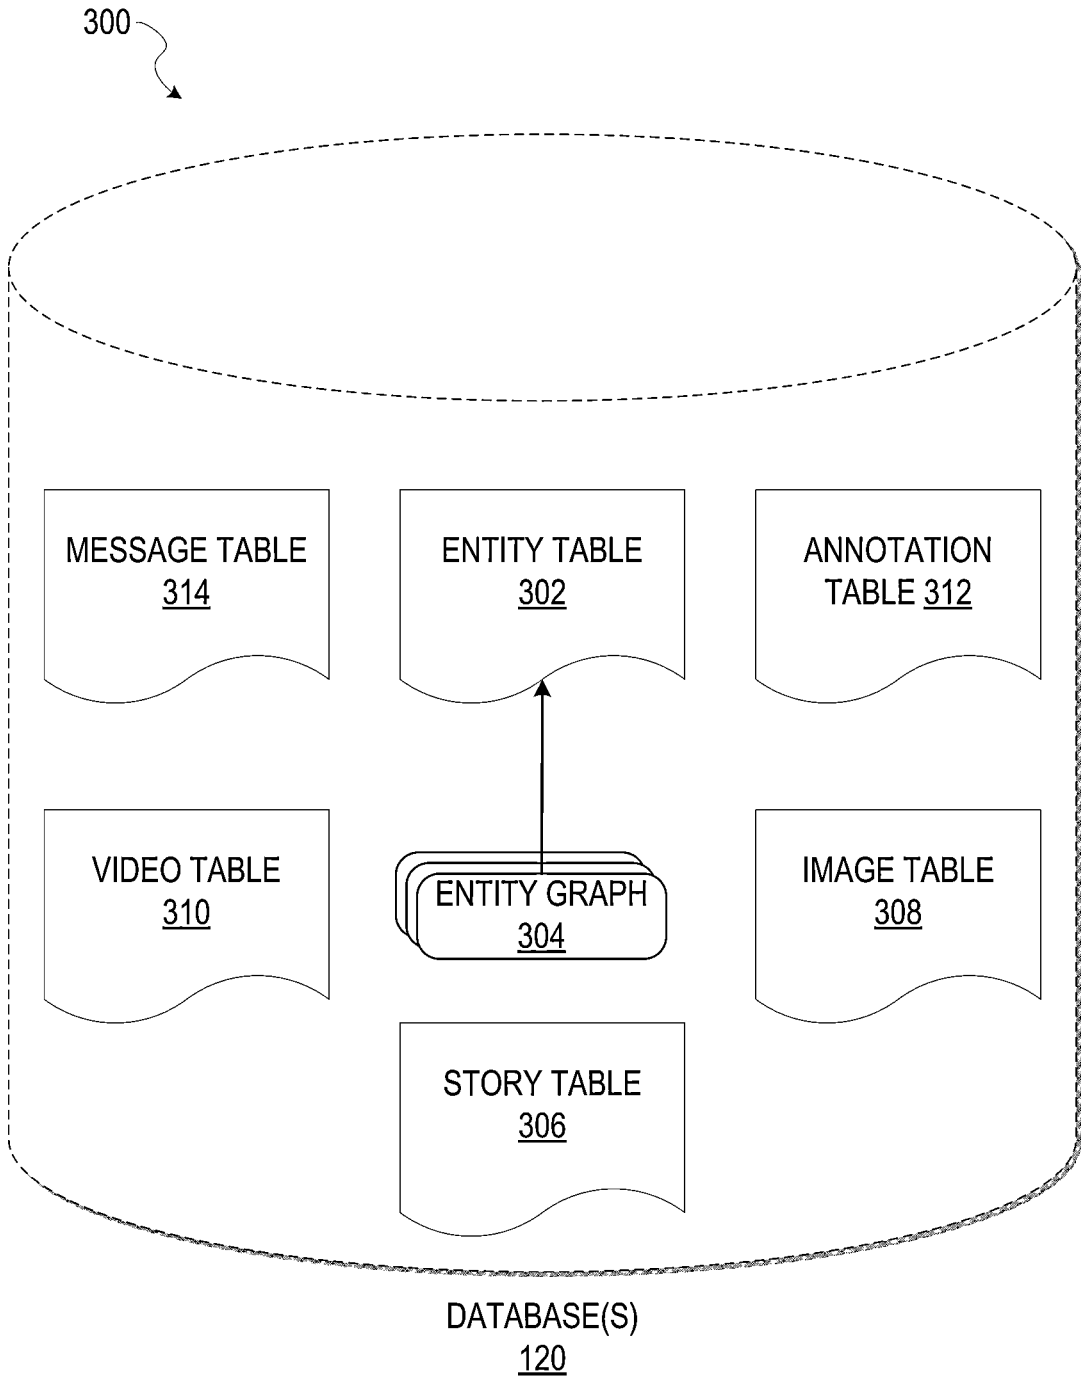 300
MESSAGE TABLE
314
ENTITY TABLE
302
ANNOTATION
TABLE 312
VIDEO TABLE
310
ENTITY GRAPH
304
IMAGE TABLE
308
STORY TABLE
306
DATABASE(S)
120